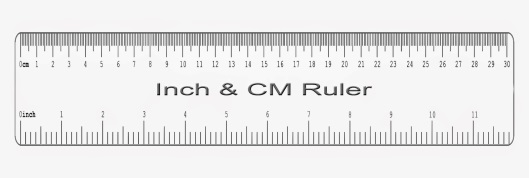 0cm 1 2 3 4 5 6 7 8 9 10 11 12 13 14 15 16 17 18 19 20 21 22 23 24 25 26 27 28 29 30
Inch & CM Ruler
0inch 1 2 3 4 5 6 7 8 9 10 11